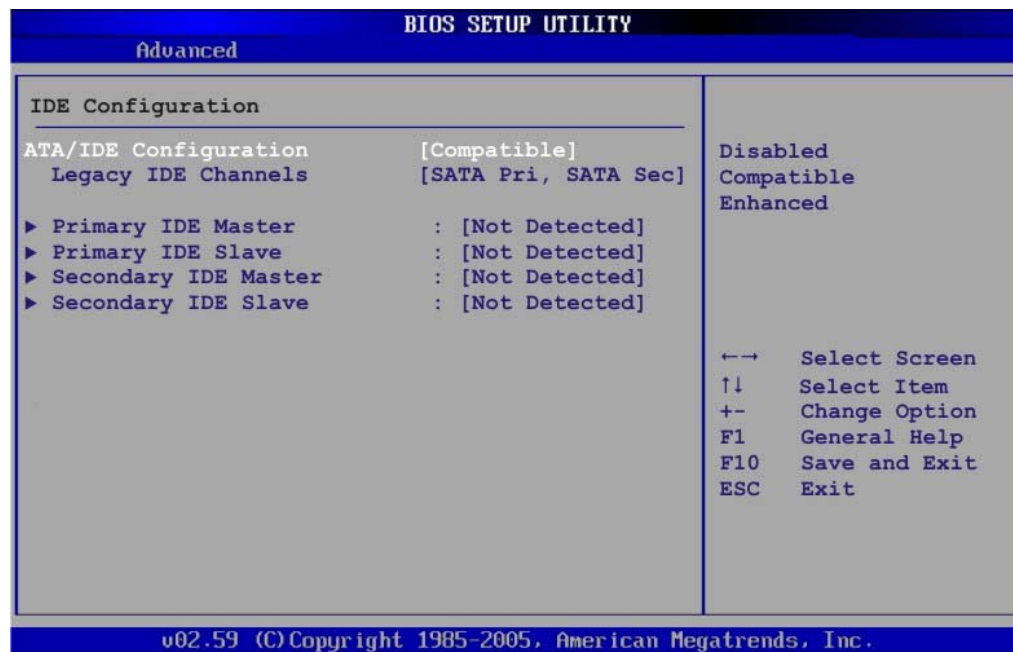 BIOS SETUP UTILITY
Advanced
IDE Configuration
ATA/IDE Configuration [Compatible]
Legacy IDE Channels [SATA Pri, SATA Sec]
▶ Primary IDE Master : [Not Detected]
▶ Primary IDE Slave : [Not Detected]
▶ Secondary IDE Master : [Not Detected]
▶ Secondary IDE Slave : [Not Detected]
Disabled
Compatible
Enhanced
←→ Select Screen
↑↓ Select Item
+- Change Option
F1 General Help
F10 Save and Exit
ESC Exit
v02.59 (C)Copyright 1985-2005, American Megatrends, Inc.